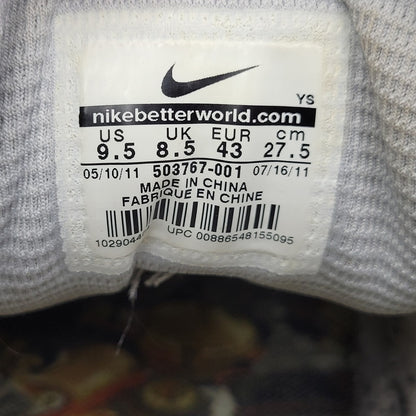 YS
nikebetterworld.com
US UK EUR cm
9.5 8.5 43 27.5
05/10/11 503767-001 07/16/11
MADE IN CHINA
FABRIQUE EN CHINE
1029044
UPC 00886548155095